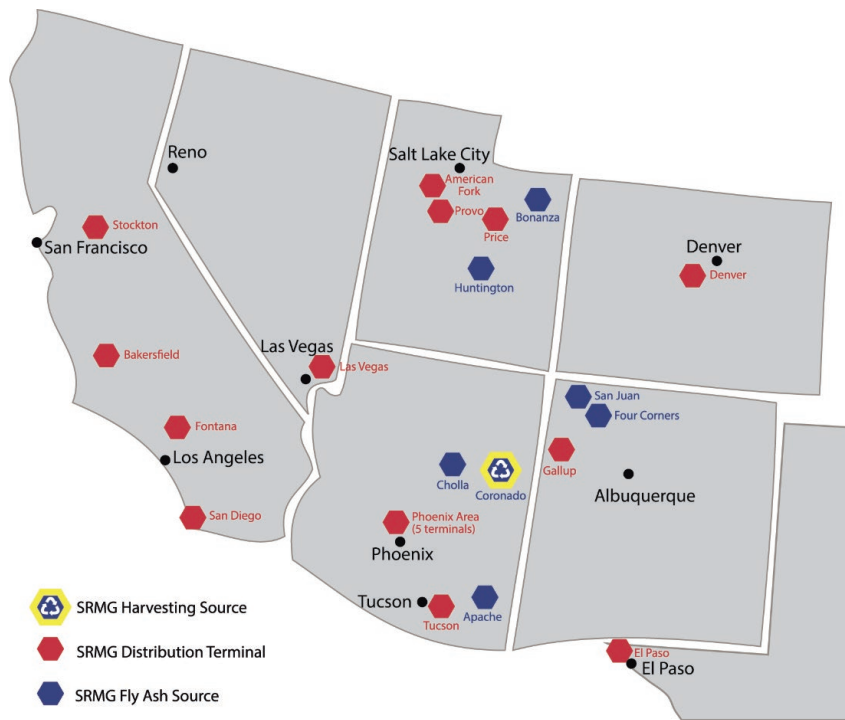 Reno
Salt Lake City
American
Fork
Provo
Price
Bonanza
Huntington
Stockton
San Francisco
Denver
Denver
Bakersfield
Las Vegas
Las Vegas
San Juan
Four Corners
Fontana
Los Angeles
Gallup
Albuquerque
Cholla
Coronado
San Diego
Phoenix Area
(5 terminals)
Phoenix
Tucson
Tucson
Apache
El Paso
El Paso
SRMG Harvesting Source
SRMG Distribution Terminal
SRMG Fly Ash Source